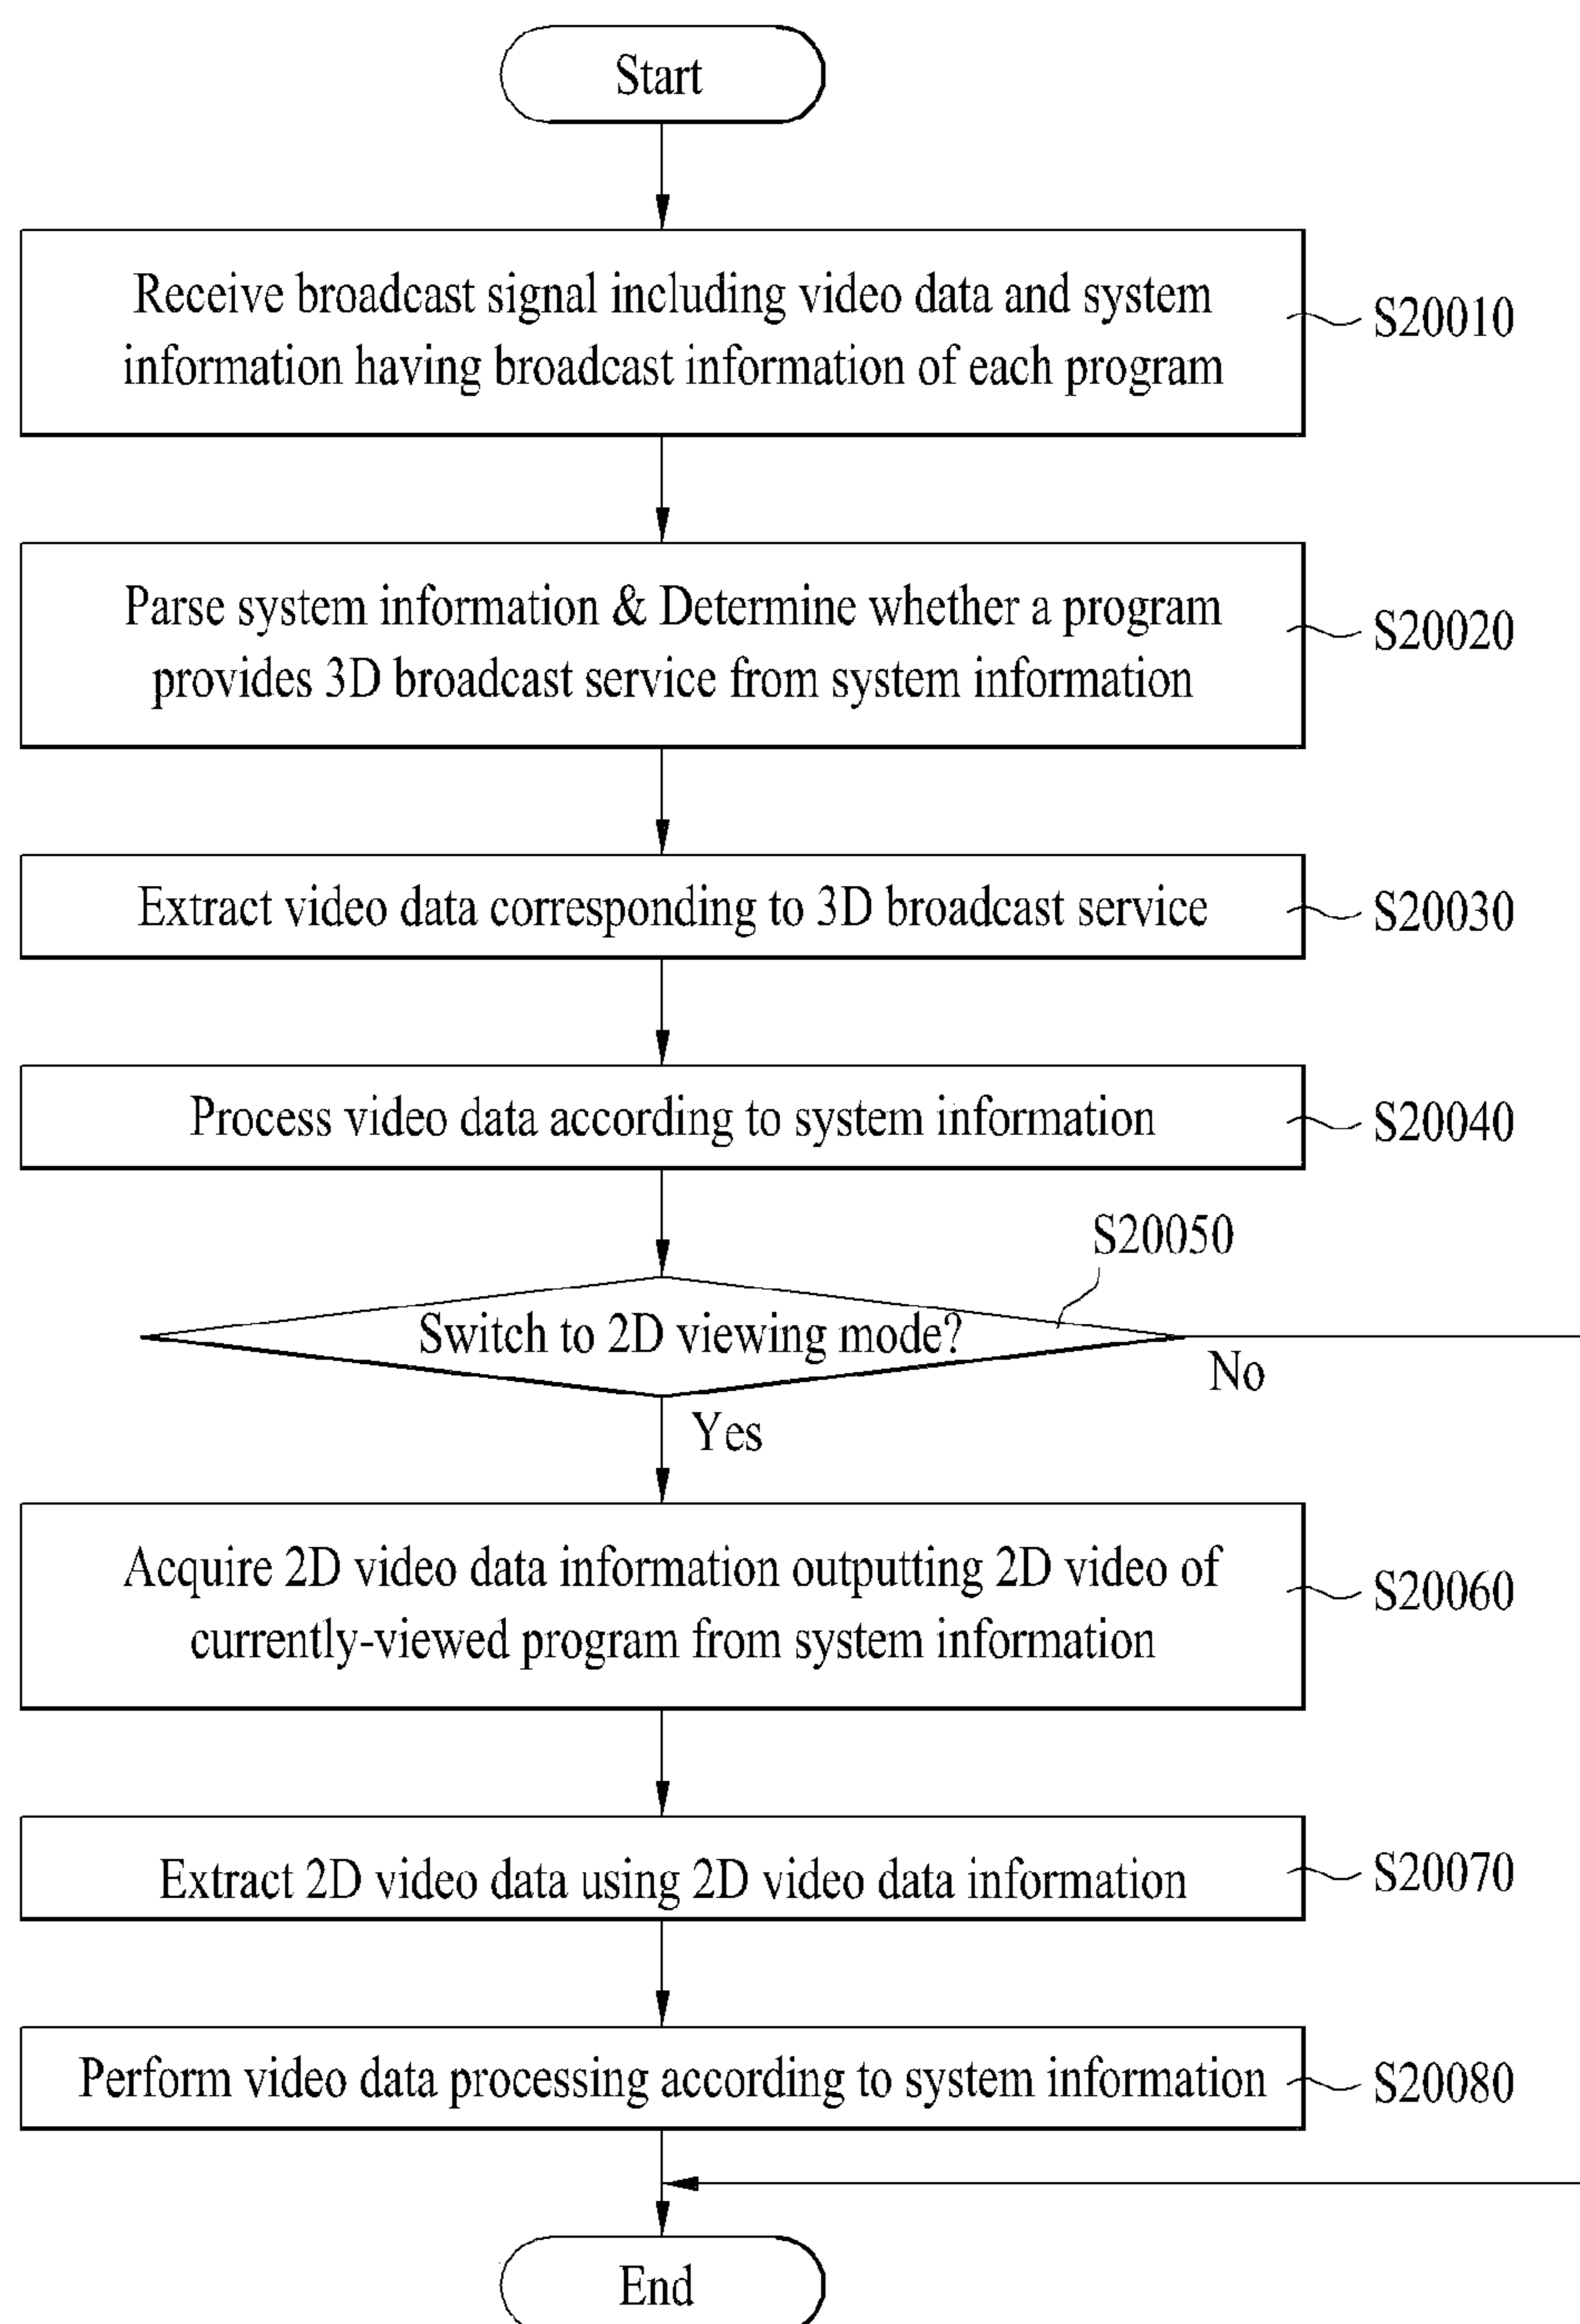 Start
Receive broadcast signal including video data and system
information having broadcast information of each program
S20010
Parse system information & Determine whether a program
provides 3D broadcast service from system information
S20020
Extract video data corresponding to 3D broadcast service
S20030
Process video data according to system information
S20040
S20050
Switch to 2D viewing mode?
No
Yes
Acquire 2D video data information outputting 2D video of
currently-viewed program from system information
S20060
Extract 2D video data using 2D video data information
S20070
Perform video data processing according to system information
S20080
End